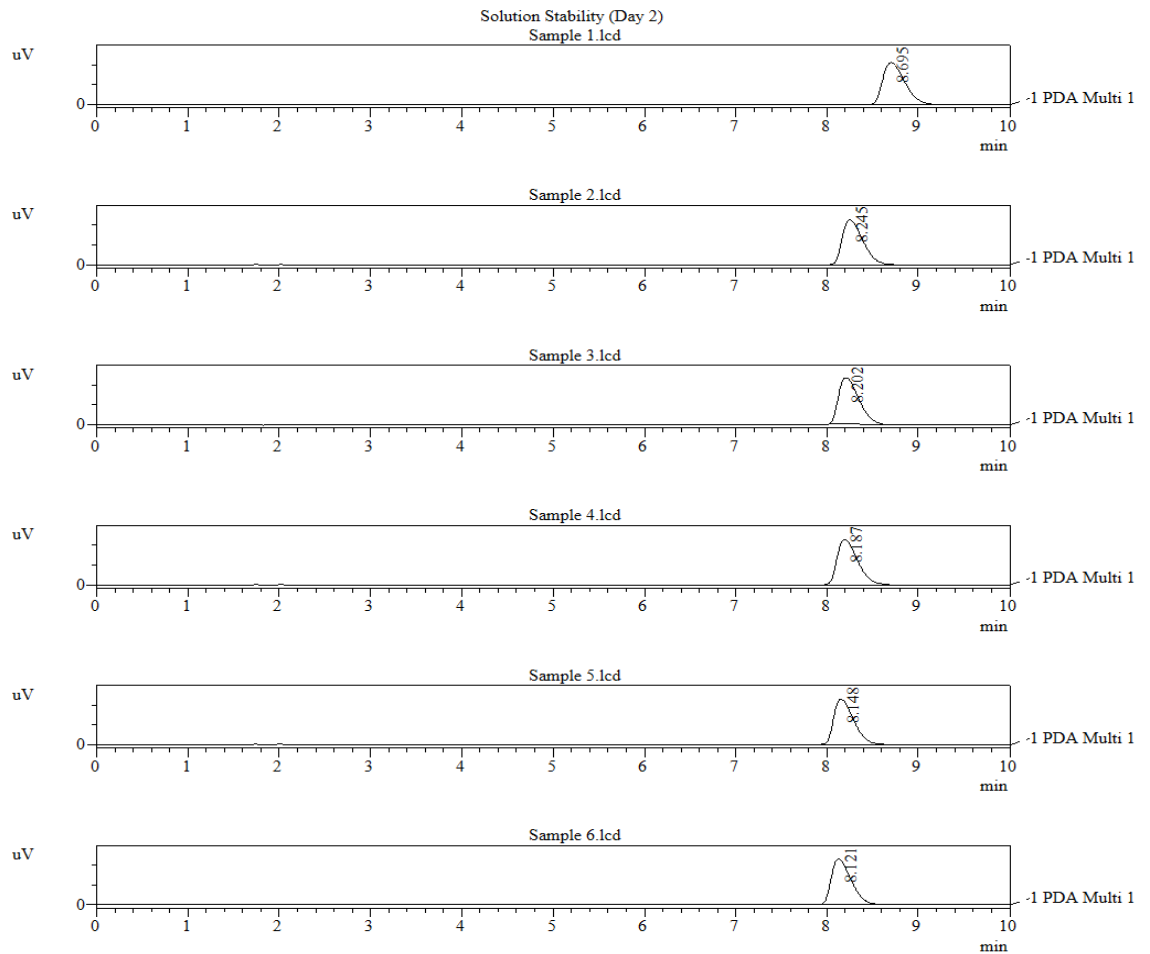 Solution Stability (Day 2)
Sample 1.lcd
uV
8.695
0
-1 PDA Multi 1
0 1 2 3 4 5 6 7 8 9 10
min
Sample 2.lcd
uV
8.245
0
-1 PDA Multi 1
0 1 2 3 4 5 6 7 8 9 10
min
Sample 3.lcd
uV
8.202
0
-1 PDA Multi 1
0 1 2 3 4 5 6 7 8 9 10
min
Sample 4.lcd
uV
8.187
0
-1 PDA Multi 1
0 1 2 3 4 5 6 7 8 9 10
min
Sample 5.lcd
uV
8.148
0
-1 PDA Multi 1
0 1 2 3 4 5 6 7 8 9 10
min
Sample 6.lcd
uV
8.121
0
-1 PDA Multi 1
0 1 2 3 4 5 6 7 8 9 10
min